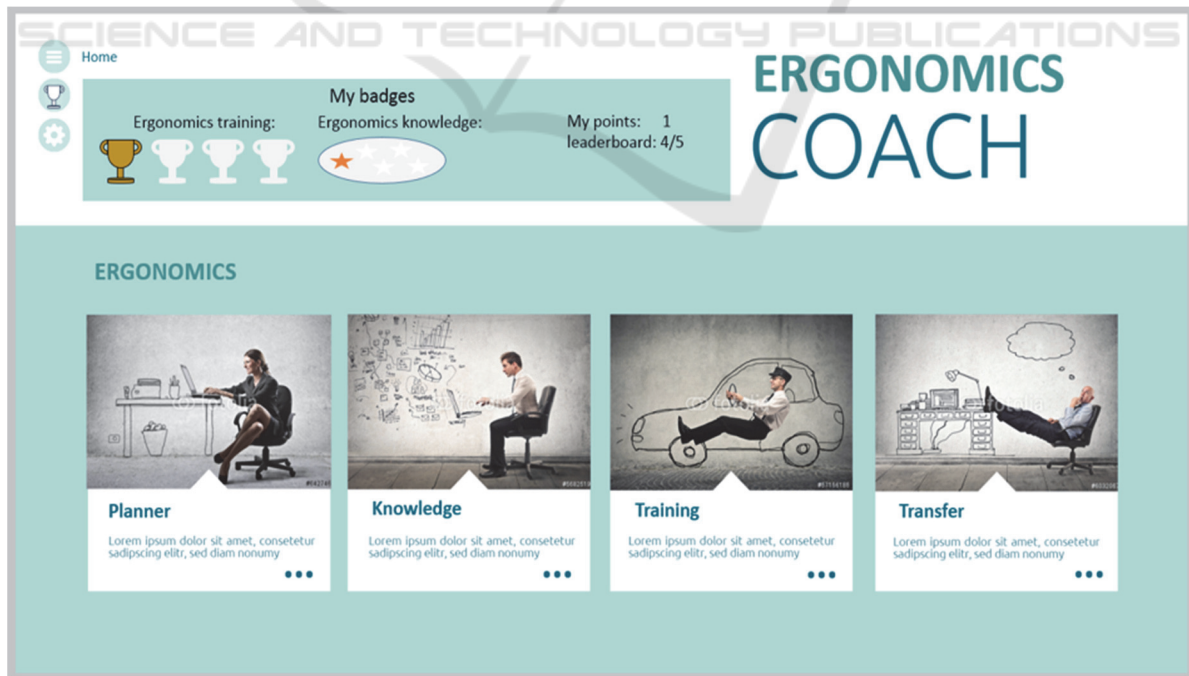 SCIENCE AND TECHNOLOGY PUBLICATIONS
Home
My badges
Ergonomics training:
Ergonomics knowledge:
My points: 1
leaderboard: 4/5
ERGONOMICS
COACH
ERGONOMICS
Planner
Lorem ipsum dolor sit amet, consetetur
sadipscing elitr, sed diam nonumy
Knowledge
Lorem ipsum dolor sit amet, consetetur
sadipscing elitr, sed diam nonumy
Training
Lorem ipsum dolor sit amet, consetetur
sadipscing elitr, sed diam nonumy
Transfer
Lorem ipsum dolor sit amet, consetetur
sadipscing elitr, sed diam nonumy